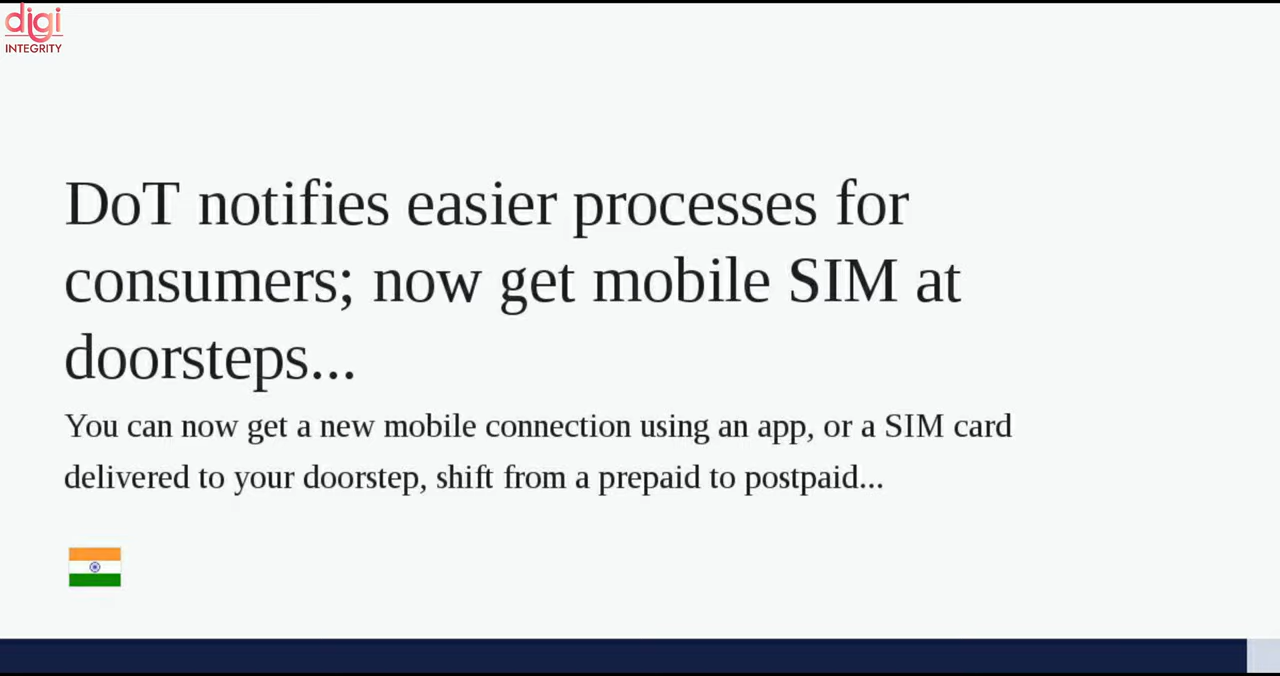 digi
INTEGRITY
DoT notifies easier processes for
consumers; now get mobile SIM at
doorsteps...
You can now get a new mobile connection using an app, or a SIM card
delivered to your doorstep, shift from a prepaid to postpaid...